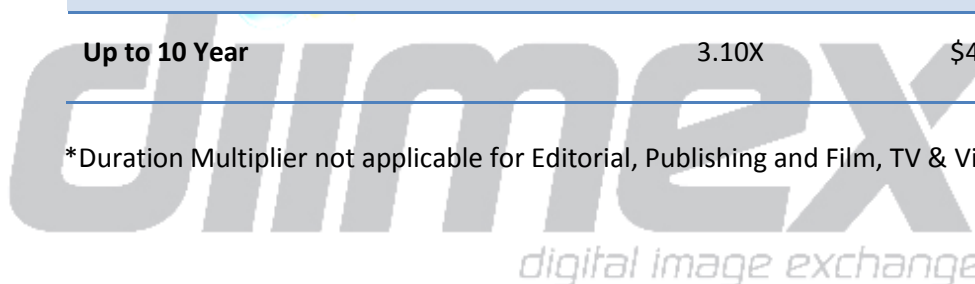 Up to 10 Year 3.10X $4
*Duration Multiplier not applicable for Editorial, Publishing and Film, TV & Vi
diimex
digital image exchange